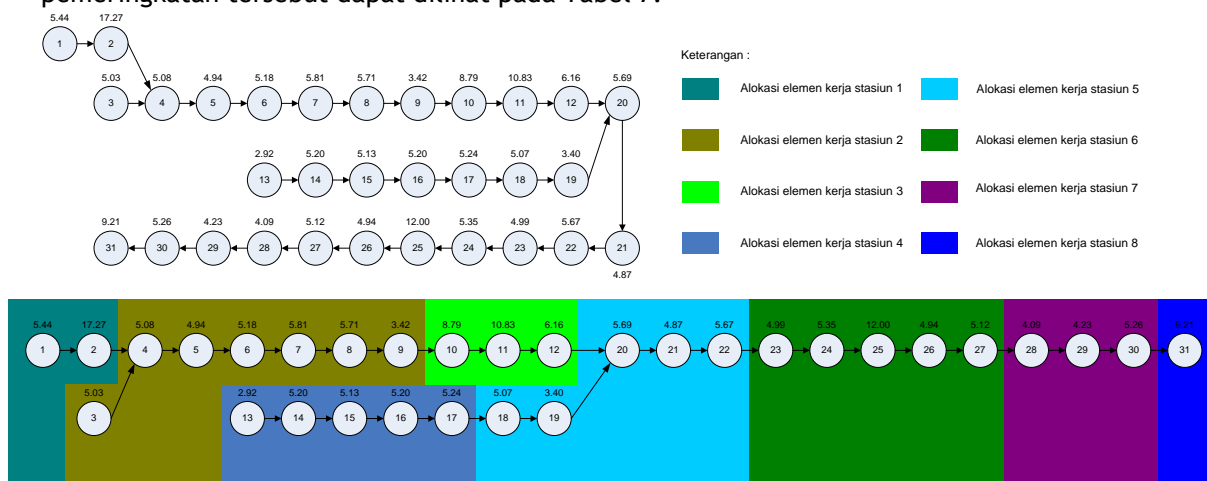 pemeringkatan tersebut dapat dilihat pada Tabel 7.
5.44 17.27
1 2
5.03 5.08 4.94 5.18 5.81 5.71 3.42 8.79 10.83 6.16 5.69
3 4 5 6 7 8 9 10 11 12 20
2.92 5.20 5.13 5.20 5.24 5.07 3.40
13 14 15 16 17 18 19
9.21 5.26 4.23 4.09 5.12 4.94 12.00 5.35 4.99 5.67
31 30 29 28 27 26 25 24 23 22 21
4.87
Keterangan :
Alokasi elemen kerja stasiun 1
Alokasi elemen kerja stasiun 2
Alokasi elemen kerja stasiun 3
Alokasi elemen kerja stasiun 4
Alokasi elemen kerja stasiun 5
Alokasi elemen kerja stasiun 6
Alokasi elemen kerja stasiun 7
Alokasi elemen kerja stasiun 8
5.44 17.27 5.08 4.94 5.18 5.81 5.71 3.42 8.79 10.83 6.16 5.69 4.87 5.67 4.99 5.35 12.00 4.94 5.12 4.09 4.23 5.26 9.21
1 2 4 5 6 7 8 9 10 11 12 20 21 22 23 24 25 26 27 28 29 30 31
5.03 2.92 5.20 5.13 5.20 5.24 5.07 3.40
3 13 14 15 16 17 18 19